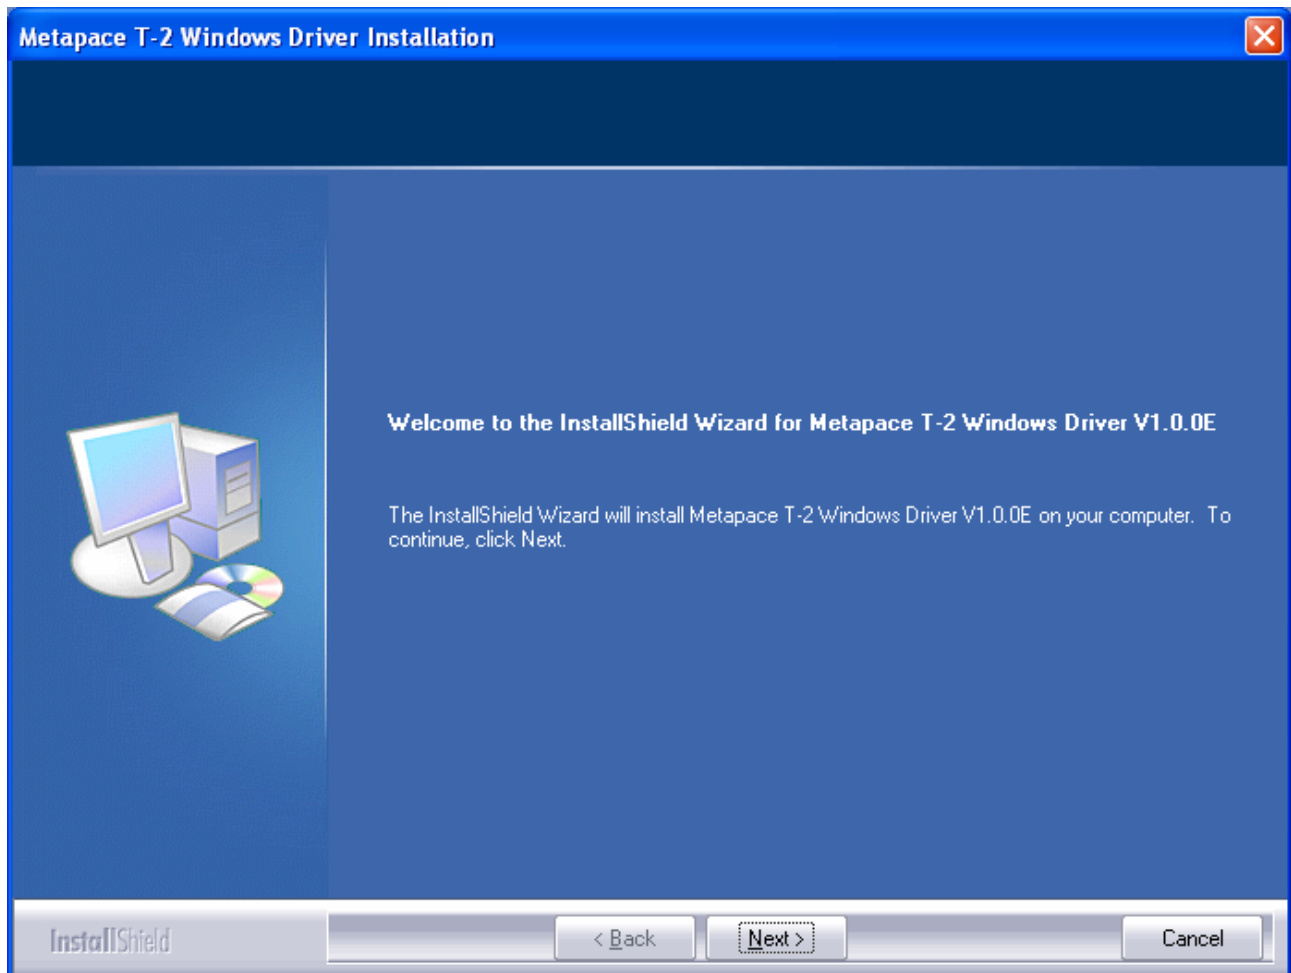 Metapace T-2 Windows Driver Installation
Welcome to the InstallShield Wizard for Metapace T-2 Windows Driver V1.0.0E
The InstallShield Wizard will install Metapace T-2 Windows Driver V1.0.0E on your computer. To
continue, click Next.
InstallShield
< Back
Next >
Cancel